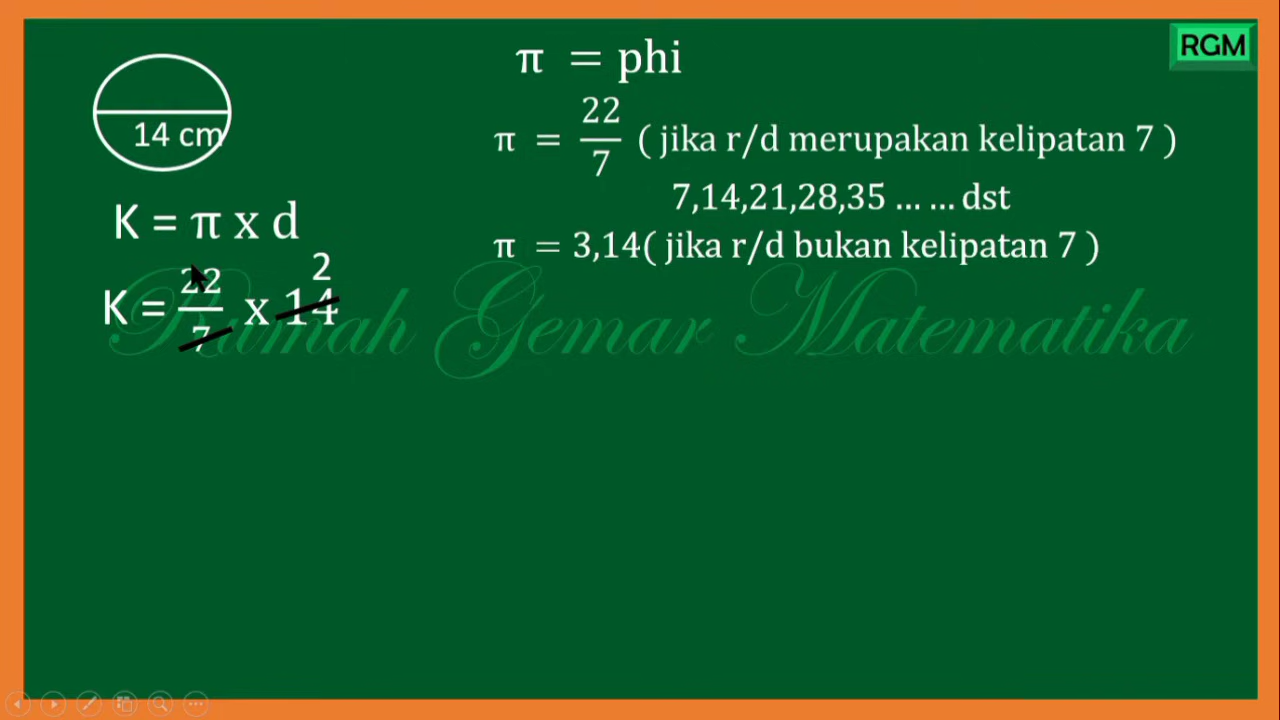 RGM
14 cm
K = π x d
2
K = 22/7 x 14
π = phi
π = 22/7 ( jika r/d merupakan kelipatan 7 )
7,14,21,28,35 ... ... dst
π = 3,14( jika r/d bukan kelipatan 7 )
Rumah Gemar Matematika